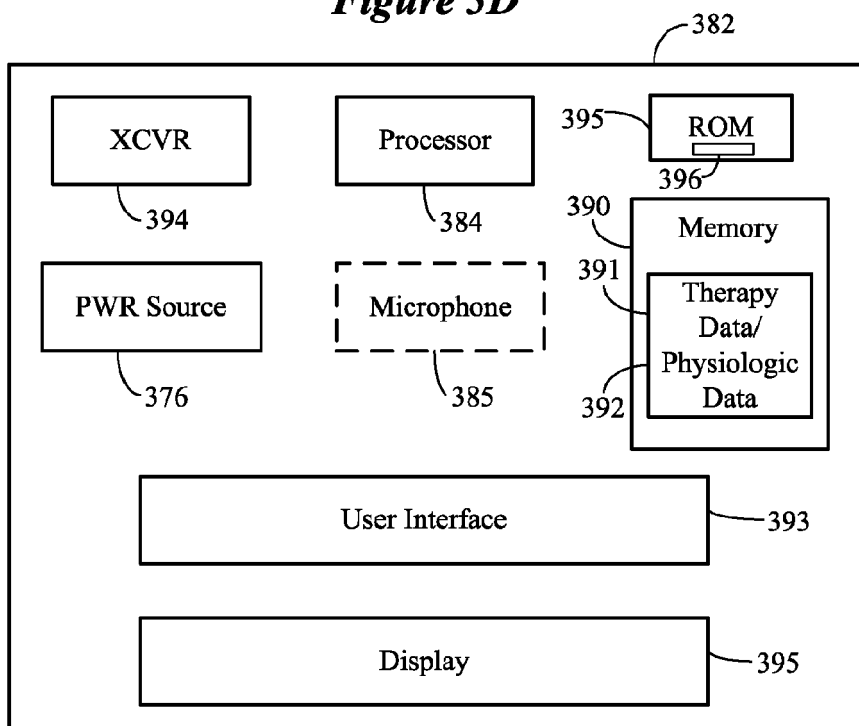 Figure 3D
382
XCVR
394
Processor
384
395
ROM
396
PWR Source
376
Microphone
385
390
Memory
391
Therapy
Data/
Physiologic
Data
392
User Interface
393
Display
395